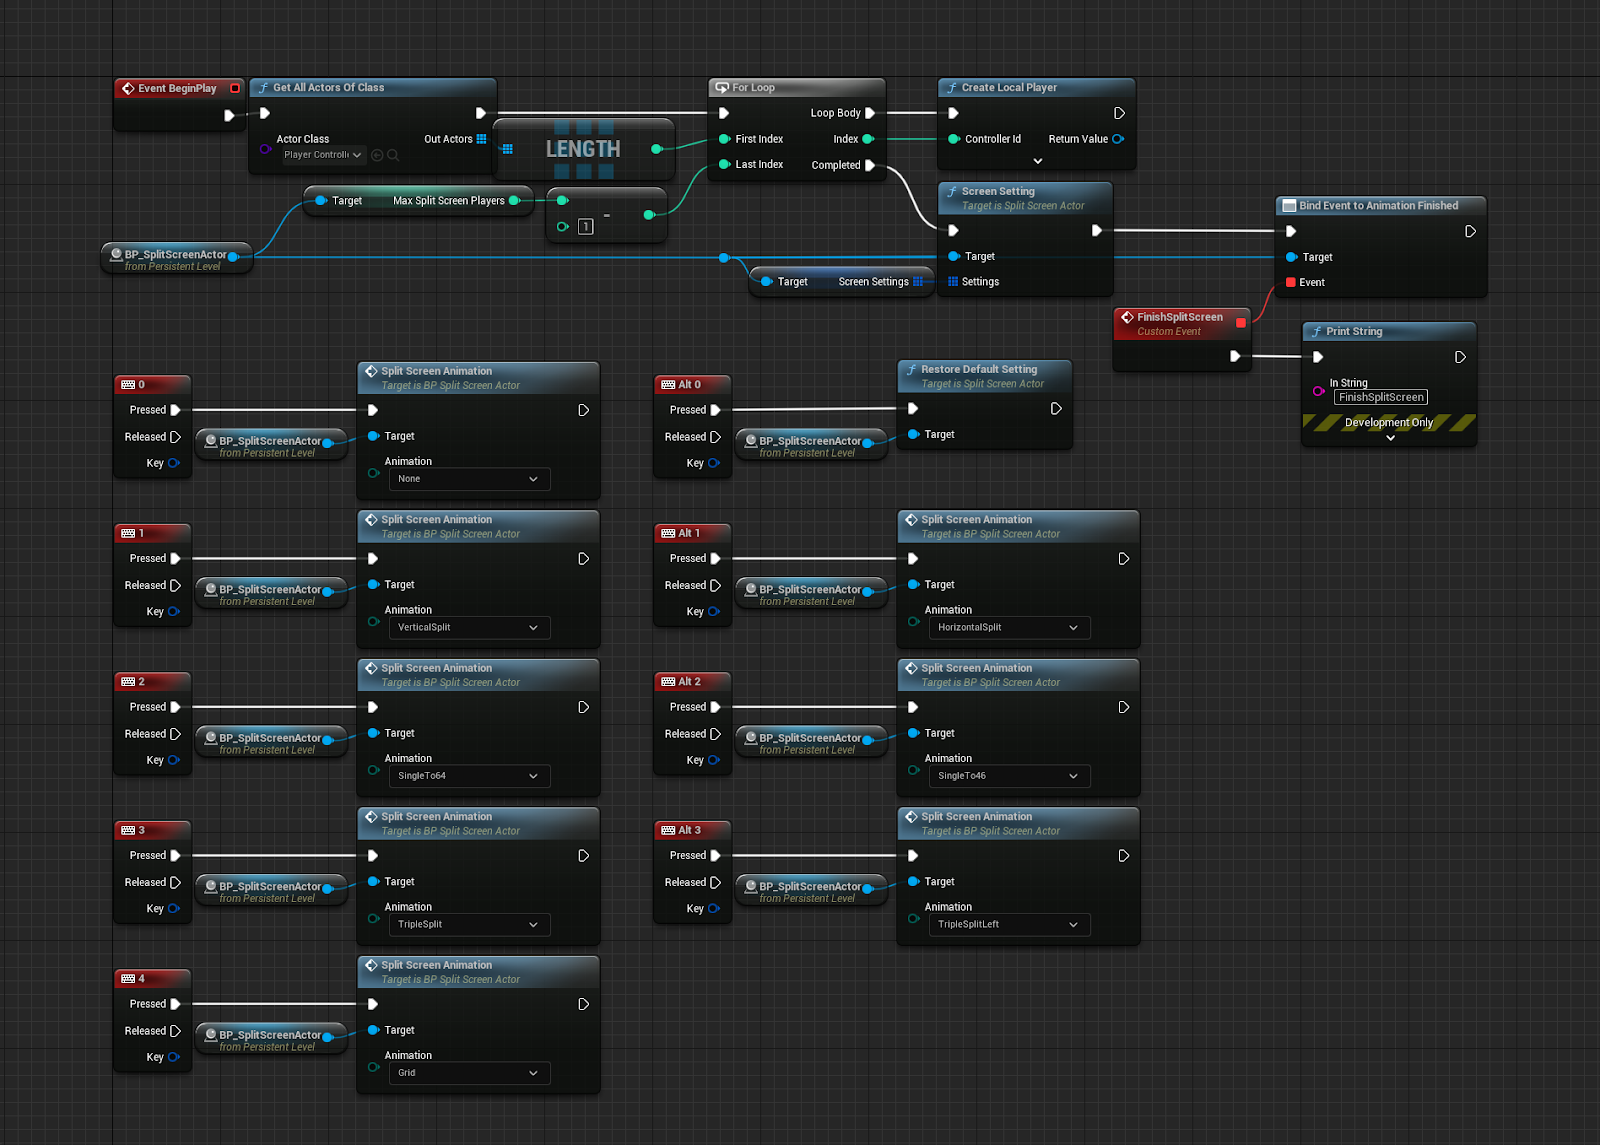 Event BeginPlay
Get All Actors Of Class
Actor Class
Player Controll
Out Actors
LENGTH
For Loop
First Index
Last Index
Loop Body
Index
Completed
Create Local Player
Controller Id
Return Value
Target
Max Split Screen Players
-
1
BP_SplitScreenActor
from Persistent Level
Screen Setting
Target is Split Screen Actor
Target
Settings
Target
Screen Settings
Bind Event to Animation Finished
Target
Event
FinishSplitScreen
Custom Event
Print String
In String
FinishSplitScreen
Development Only
0
Pressed
Released
Key
BP_SplitScreenActor
from Persistent Level
Split Screen Animation
Target is BP Split Screen Actor
Target
Animation
None
Alt 0
Pressed
Released
Key
BP_SplitScreenActor
from Persistent Level
Restore Default Setting
Target is Split Screen Actor
Target
1
Pressed
Released
Key
BP_SplitScreenActor
from Persistent Level
Split Screen Animation
Target is BP Split Screen Actor
Target
Animation
VerticalSplit
Alt 1
Pressed
Released
Key
BP_SplitScreenActor
from Persistent Level
Split Screen Animation
Target is BP Split Screen Actor
Target
Animation
HorizontalSplit
2
Pressed
Released
Key
BP_SplitScreenActor
from Persistent Level
Split Screen Animation
Target is BP Split Screen Actor
Target
Animation
SingleTo64
Alt 2
Pressed
Released
Key
BP_SplitScreenActor
from Persistent Level
Split Screen Animation
Target is BP Split Screen Actor
Target
Animation
SingleTo46
3
Pressed
Released
Key
BP_SplitScreenActor
from Persistent Level
Split Screen Animation
Target is BP Split Screen Actor
Target
Animation
TripleSplit
Alt 3
Pressed
Released
Key
BP_SplitScreenActor
from Persistent Level
Split Screen Animation
Target is BP Split Screen Actor
Target
Animation
TripleSplitLeft
4
Pressed
Released
Key
BP_SplitScreenActor
from Persistent Level
Split Screen Animation
Target is BP Split Screen Actor
Target
Animation
Grid